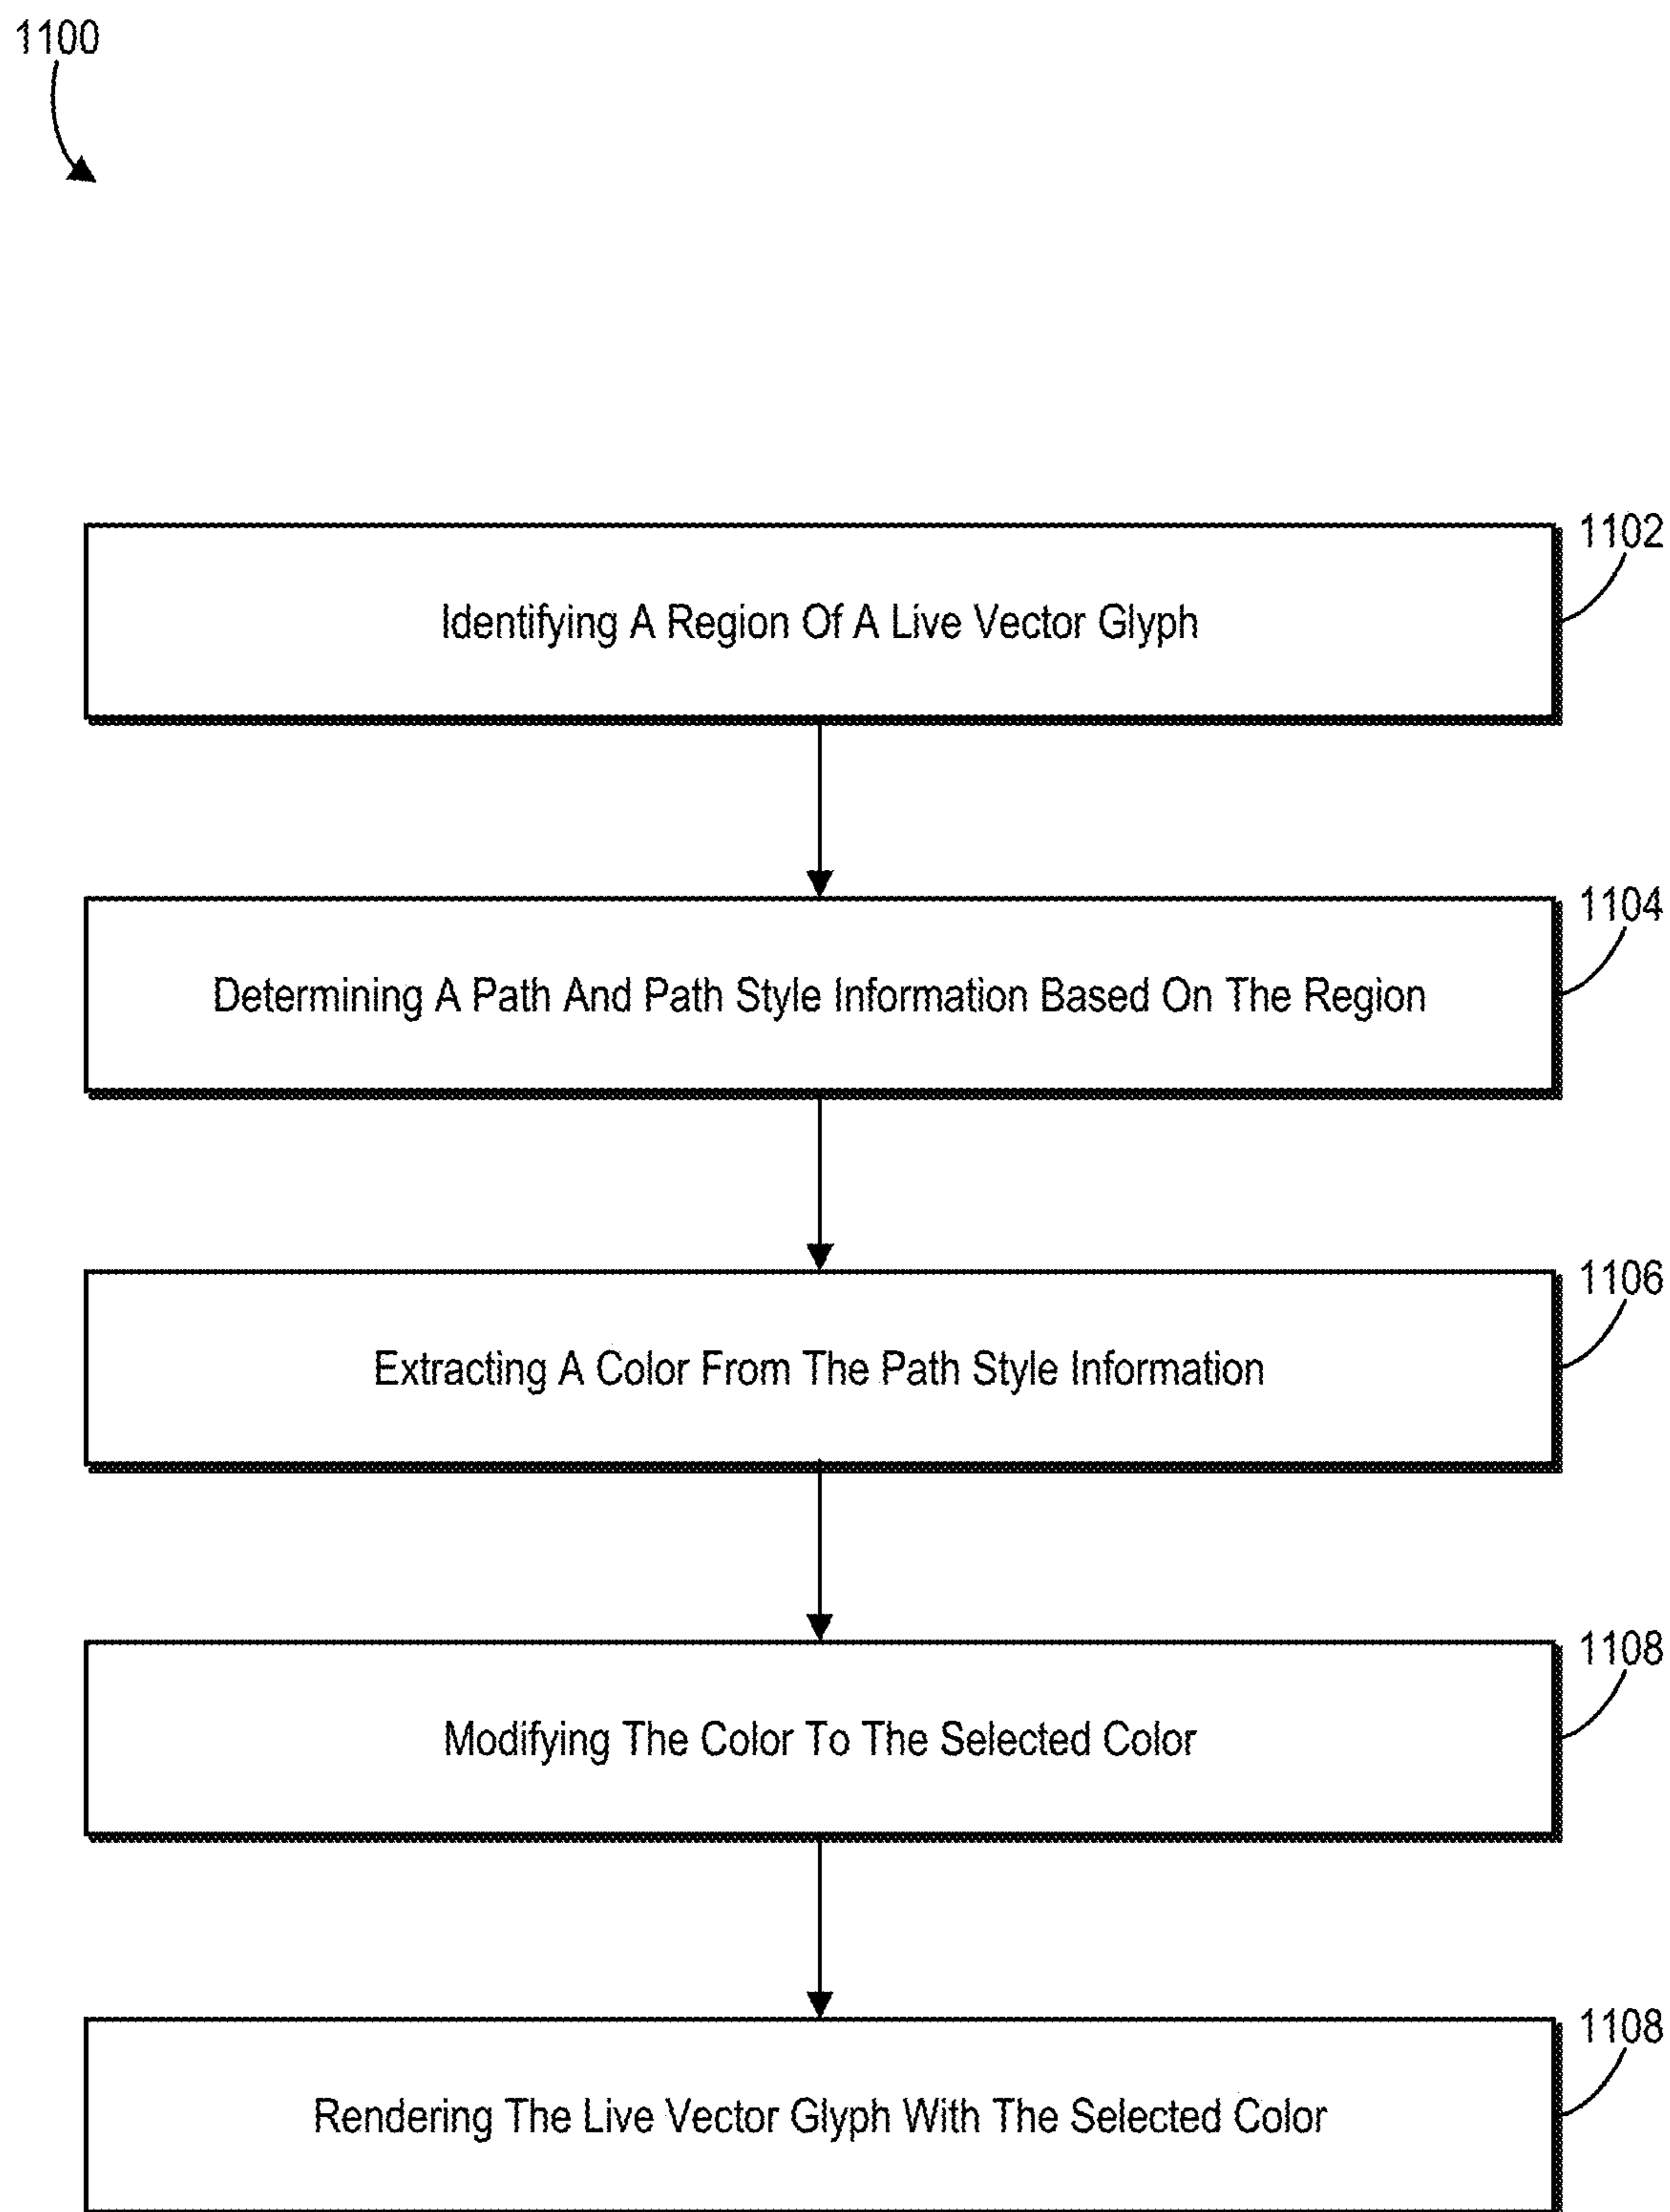 1100
1102
Identifying A Region Of A Live Vector Glyph
1104
Determining A Path And Path Style Information Based On The Region
1106
Extracting A Color From The Path Style Information
1108
Modifying The Color To The Selected Color
1108
Rendering The Live Vector Glyph With The Selected Color